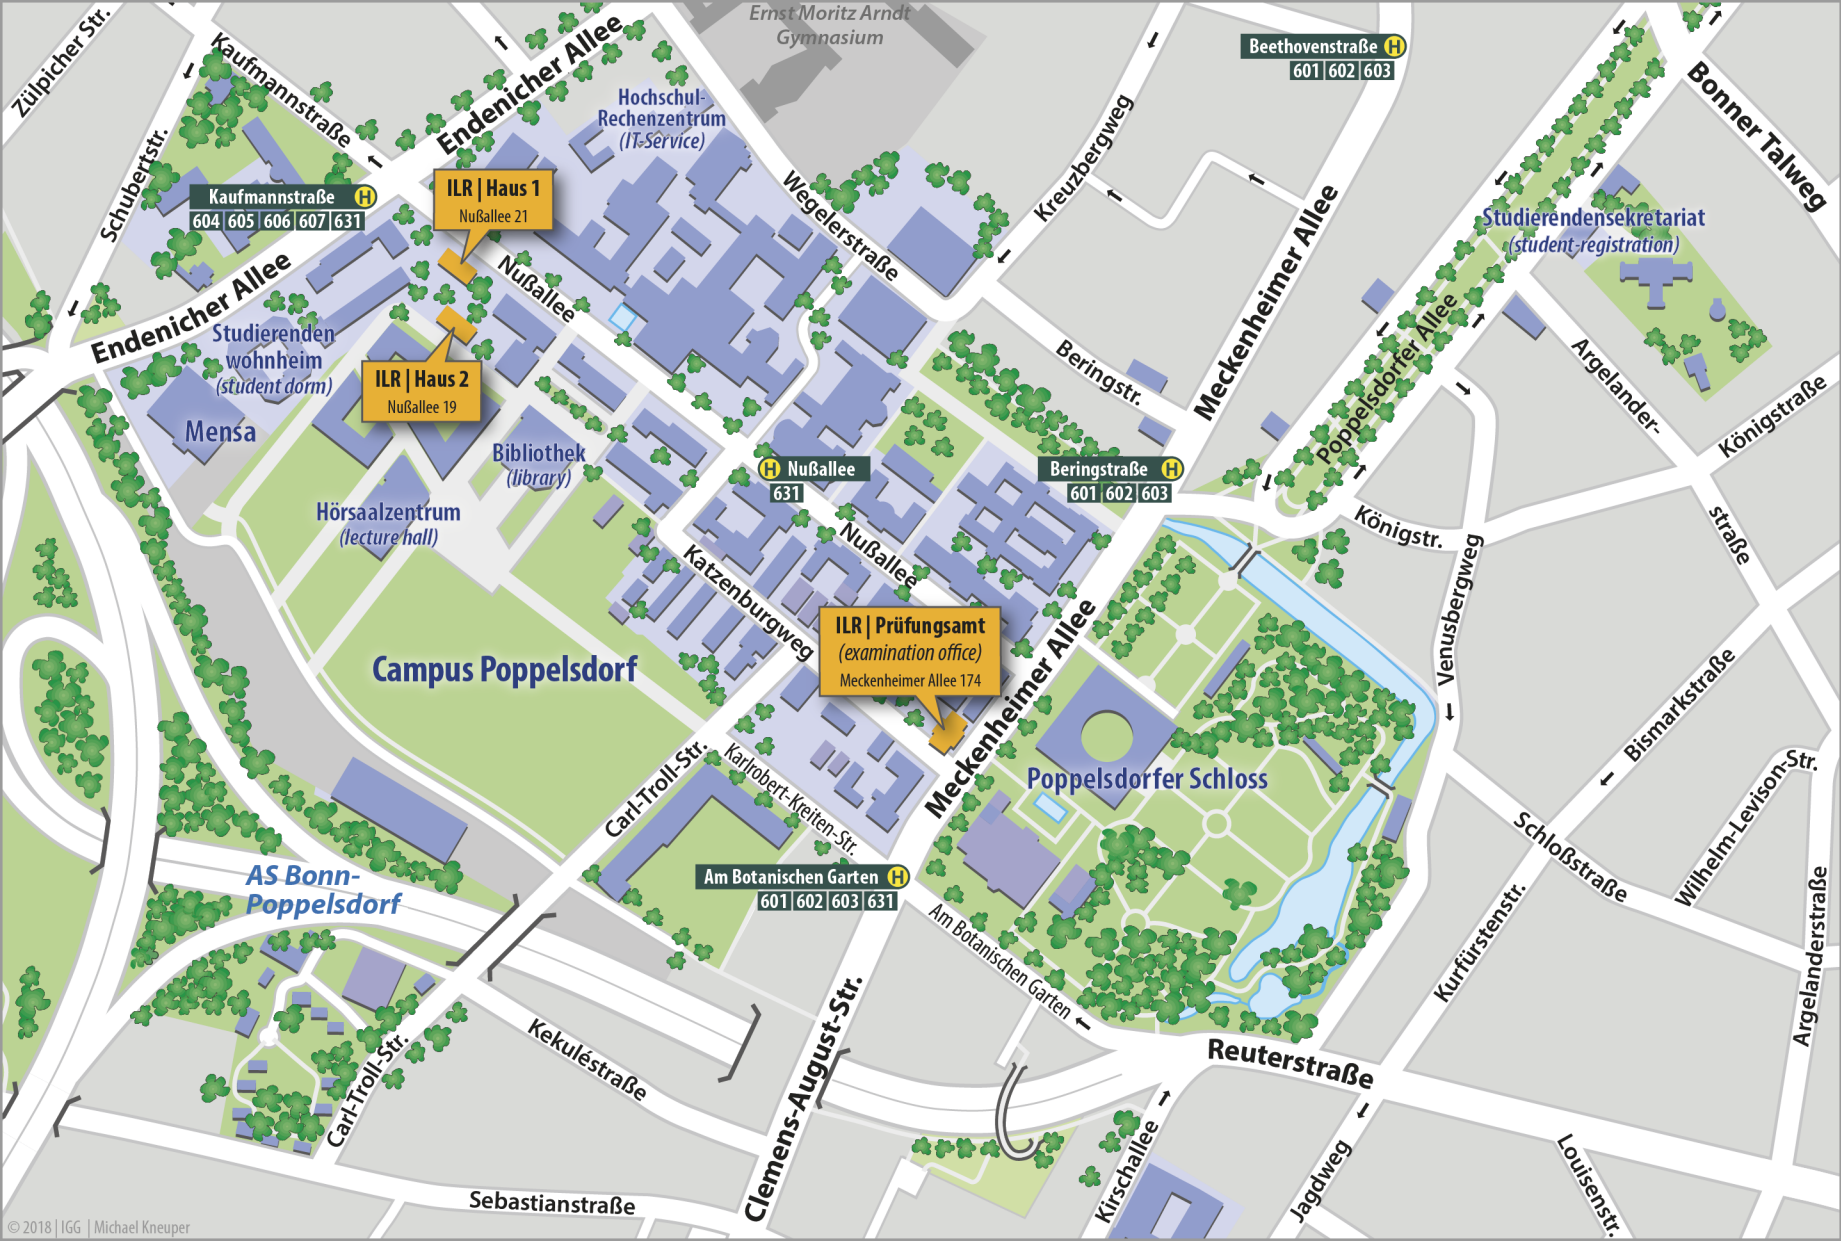 Ernst Moritz Arndt
Gymnasium
Zülpicher Str.
Kaufmannstraße
Endenicher Allee
Beethovenstraße H
601 602 603
Bonner Talweg
Hochschul-
Rechenzentrum
(IT-Service)
Schubertstr.
Kaufmannstraße H
604 605 606 607 631
ILR | Haus 1
Nußallee 21
Wegelerstraße
Kreuzbergweg
Meckenheimer Allee
Studierendensekretariat
(student-registration)
Endenicher Allee
Nußallee
Studierenden
wohnheim
(student dorm)
ILR | Haus 2
Nußallee 19
Beringstr.
Poppelsdorfer Allee
Argelander-
straße
Königstraße
Mensa
Bibliothek
(library)
H Nußallee
631
Beringstraße H
601 602 603
Hörsaalzentrum
(lecture hall)
Nußallee
Königstr.
Katzenburgweg
Venusbergweg
ILR | Prüfungsamt
(examination office)
Meckenheimer Allee 174
Campus Poppelsdorf
Meckenheimer Allee
Bismarkstraße
Poppelsdorfer Schloss
Carl-Troll-Str.
Karlrobert-Kreiten-Str.
Wilhelm-Levison-Str.
Schloßstraße
AS Bonn-
Poppelsdorf
Am Botanischen Garten H
601 602 603 631
Am Botanischen Garten
Kurfürstenstr.
Argelanderstraße
Clemens-August-Str.
Kekuléstraße
Carl-Troll-Str.
Reuterstraße
Kirschallee
Jagdweg
Louisenstr.
Sebastianstraße
© 2018 | IGG | Michael Kneuper